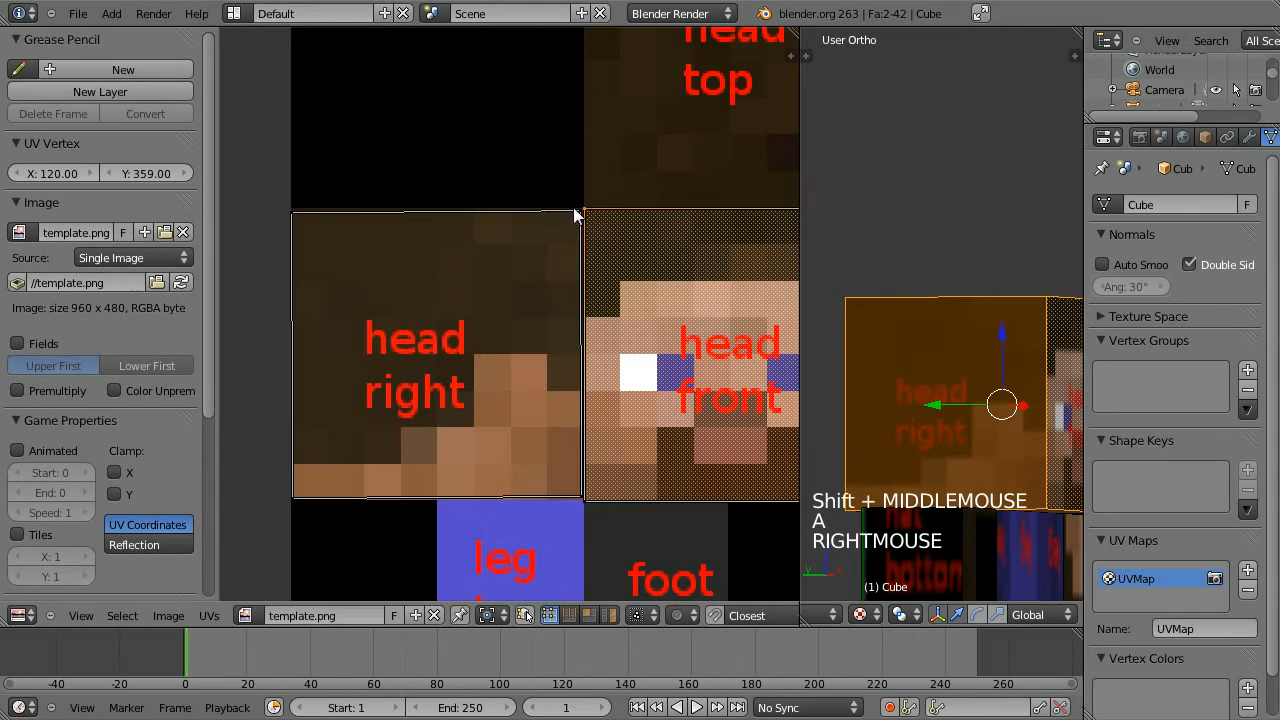 File Add Render Help
Default
Scene
Blender Render
blender.org 263 | Fa:2-42 | Cube
Grease Pencil
New
New Layer
Delete Frame Convert
UV Vertex
X: 120.00 Y: 359.00
Image
template.png F
Source: Single Image
//template.png
Image: size 960 x 480, RGBA byte
Fields
Upper First Lower First
Premultiply Color Unprem
Game Properties
Animated Clamp:
Start: 0 X
End: 0 Y
Speed: 1
Tiles UV Coordinates
X: 1 Reflection
Y: 1
head
top
head
right
head
front
leg
foot
View Select Image UVs
template.png F
Closest
User Ortho
head
right
Shift + MIDDLEMOUSE
A
RIGHTMOUSE
(1) Cube
Global
View Search All Sce
World
Camera
Cub Cub
Cube F
Normals
Auto Smoo Double Sid
Ang: 30°
Texture Space
Vertex Groups
Shape Keys
UV Maps
UVMap
Name: UVMap
Vertex Colors
-40 -20 0 20 40 60 80 100 120 140 160 180 200 220 240 260
View Marker Frame Playback
Start: 1 End: 250 1
No Sync